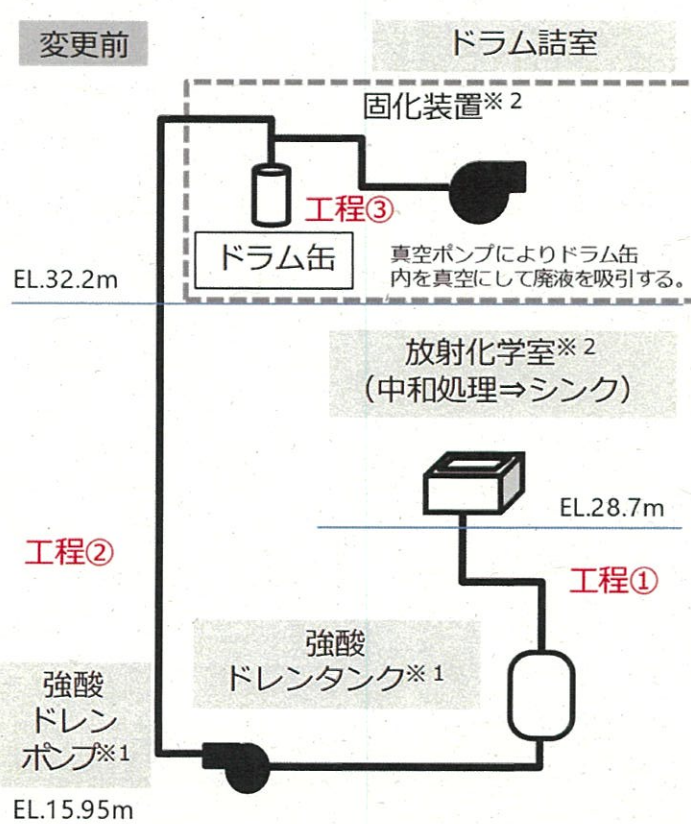 変更前
ドラム詰室
固化装置※2
工程③
ドラム缶
真空ポンプによりドラム缶
内を真空にして廃液を吸引する。
EL.32.2m
放射化学室※2
(中和処理⇒シンク)
EL.28.7m
工程②
工程①
強酸
ドレンタンク※1
強酸
ドレン
ポンプ※1
EL.15.95m